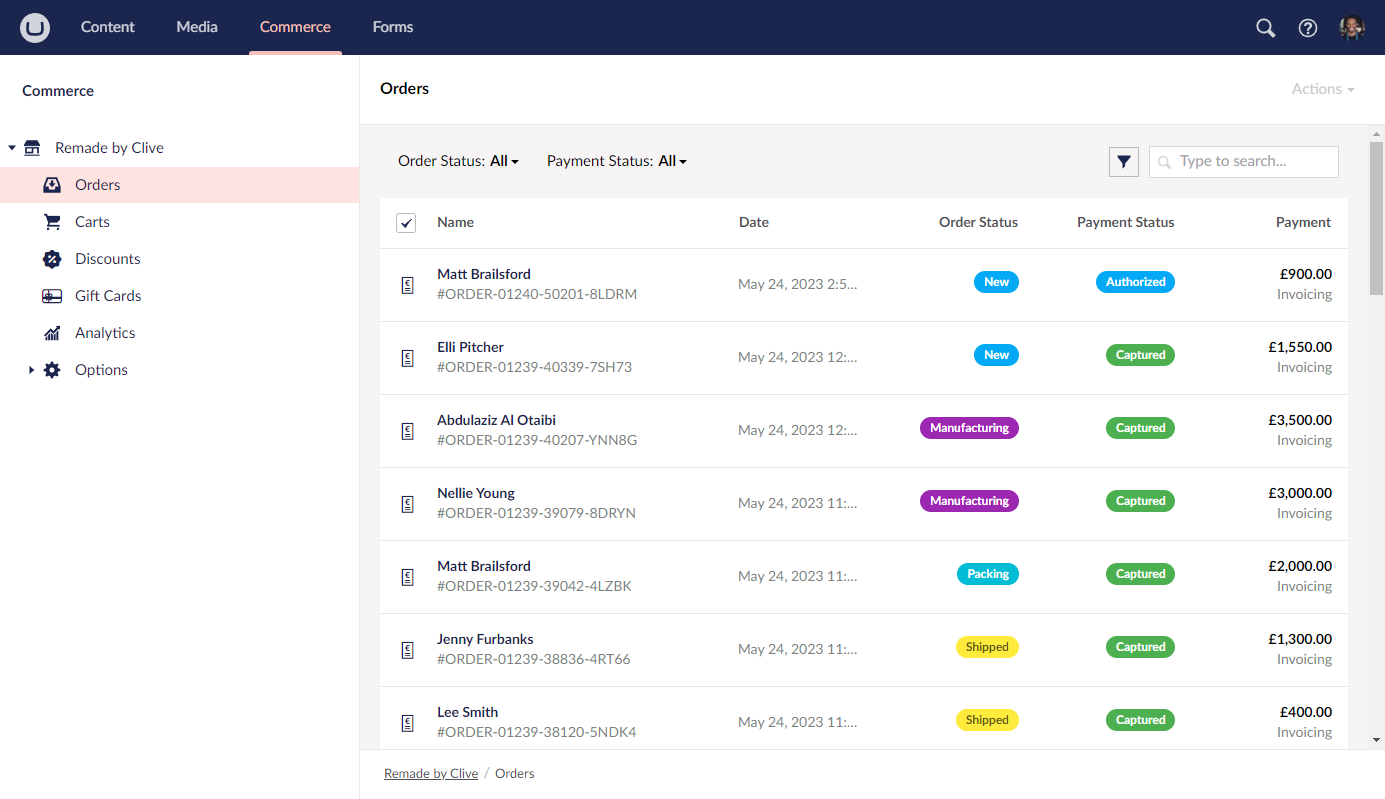 Content Media Commerce Forms
Commerce
Orders
Actions
Remade by Clive
Orders
Carts
Discounts
Gift Cards
Analytics
Options
Order Status: All Payment Status: All
Type to search...
Name Date Order Status Payment Status Payment
Matt Brailsford
#ORDER-01240-50201-8LDRM
May 24, 2023 2:5...
New
Authorized
£900.00
Invoicing
Elli Pitcher
#ORDER-01239-40339-7SH73
May 24, 2023 12:...
New
Captured
£1,550.00
Invoicing
Abdulaziz Al Otaibi
#ORDER-01239-40207-YNN8G
May 24, 2023 12:...
Manufacturing
Captured
£3,500.00
Invoicing
Nellie Young
#ORDER-01239-39079-8DRYN
May 24, 2023 11:...
Manufacturing
Captured
£3,000.00
Invoicing
Matt Brailsford
#ORDER-01239-39042-4LZBK
May 24, 2023 11:...
Packing
Captured
£2,000.00
Invoicing
Jenny Furbanks
#ORDER-01239-38836-4RT66
May 24, 2023 11:...
Shipped
Captured
£1,300.00
Invoicing
Lee Smith
#ORDER-01239-38120-5NDK4
May 24, 2023 11:...
Shipped
Captured
£400.00
Invoicing
Remade by Clive / Orders